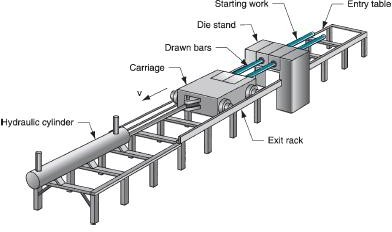 Starting work
Entry table
Die stand
Drawn bars
Carriage
v
Hydraulic cylinder
Exit rack